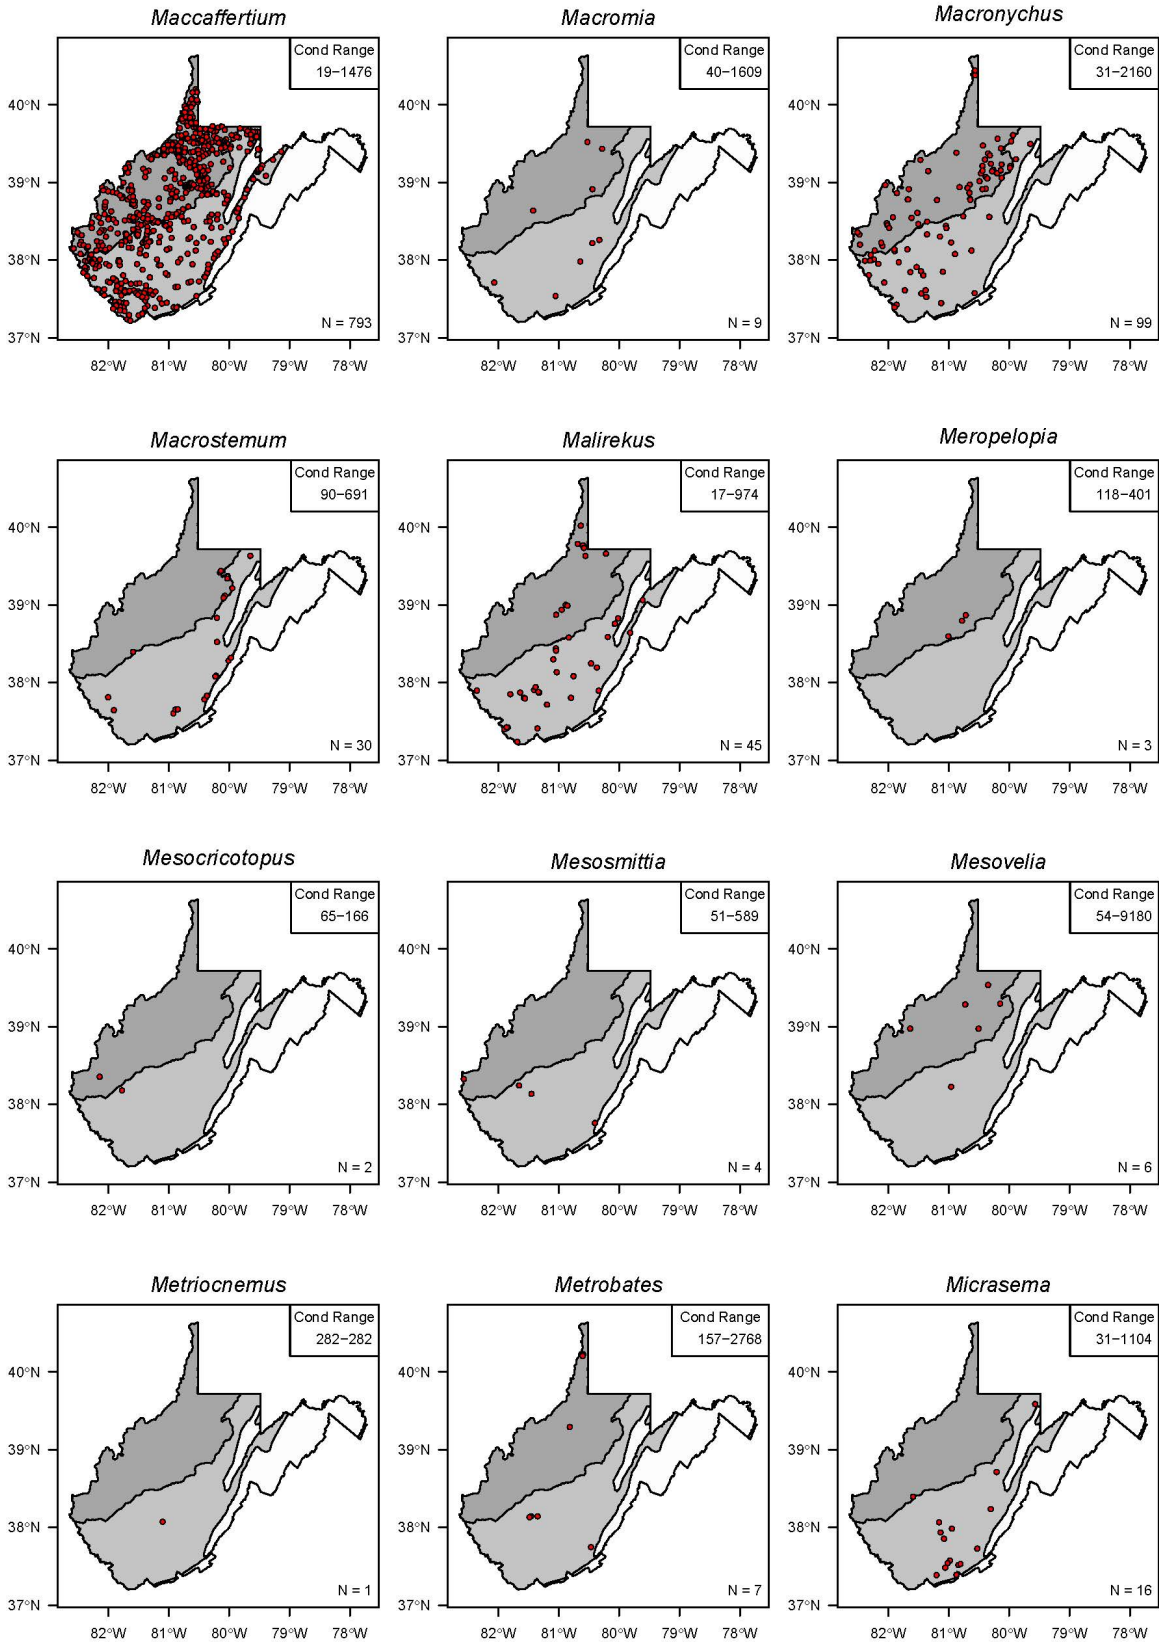 Maccaffertium
Cond Range
19−1476
40°N
39°N
38°N
37°N
N = 793
82°W 81°W 80°W 79°W 78°W
Macromia
Cond Range
40−1609
40°N
39°N
38°N
37°N
N = 9
82°W 81°W 80°W 79°W 78°W
Macronychus
Cond Range
31−2160
40°N
39°N
38°N
37°N
N = 99
82°W 81°W 80°W 79°W 78°W
Macrostemum
Cond Range
90−691
40°N
39°N
38°N
37°N
N = 30
82°W 81°W 80°W 79°W 78°W
Malirekus
Cond Range
17−974
40°N
39°N
38°N
37°N
N = 45
82°W 81°W 80°W 79°W 78°W
Meropelopia
Cond Range
118−401
40°N
39°N
38°N
37°N
N = 3
82°W 81°W 80°W 79°W 78°W
Mesocricotopus
Cond Range
65−166
40°N
39°N
38°N
37°N
N = 2
82°W 81°W 80°W 79°W 78°W
Mesosmittia
Cond Range
51−589
40°N
39°N
38°N
37°N
N = 4
82°W 81°W 80°W 79°W 78°W
Mesovelia
Cond Range
54−9180
40°N
39°N
38°N
37°N
N = 6
82°W 81°W 80°W 79°W 78°W
Metriocnemus
Cond Range
282−282
40°N
39°N
38°N
37°N
N = 1
82°W 81°W 80°W 79°W 78°W
Metrobates
Cond Range
157−2768
40°N
39°N
38°N
37°N
N = 7
82°W 81°W 80°W 79°W 78°W
Micrasema
Cond Range
31−1104
40°N
39°N
38°N
37°N
N = 16
82°W 81°W 80°W 79°W 78°W